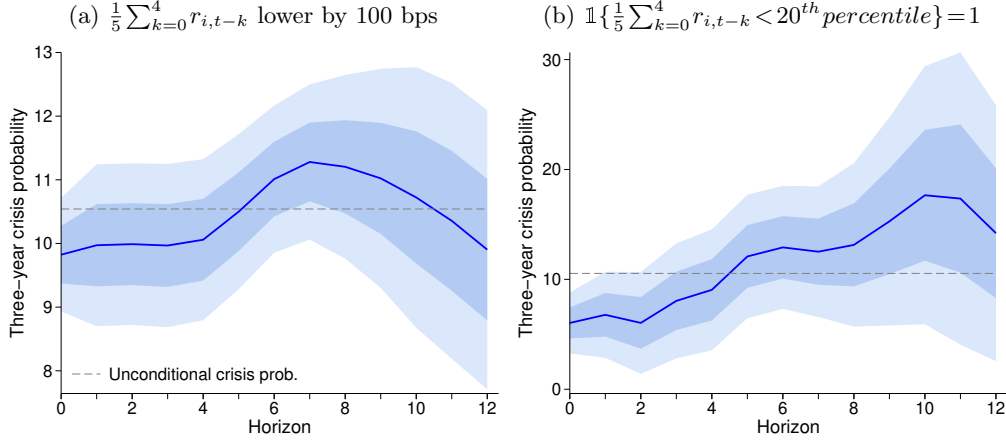 (a) $\frac{1}{5}\sum_{k=0}^{4} r_{i,t-k}$ lower by 100 bps
13
12
11
10
9
8
Three-year crisis probability
Unconditional crisis prob.
0 2 4 6 8 10 12
Horizon
(b) $\mathbb{1}\{\frac{1}{5}\sum_{k=0}^{4} r_{i,t-k} < 20^{th} percentile\} = 1$
30
20
10
0
Three-year crisis probability
0 2 4 6 8 10 12
Horizon